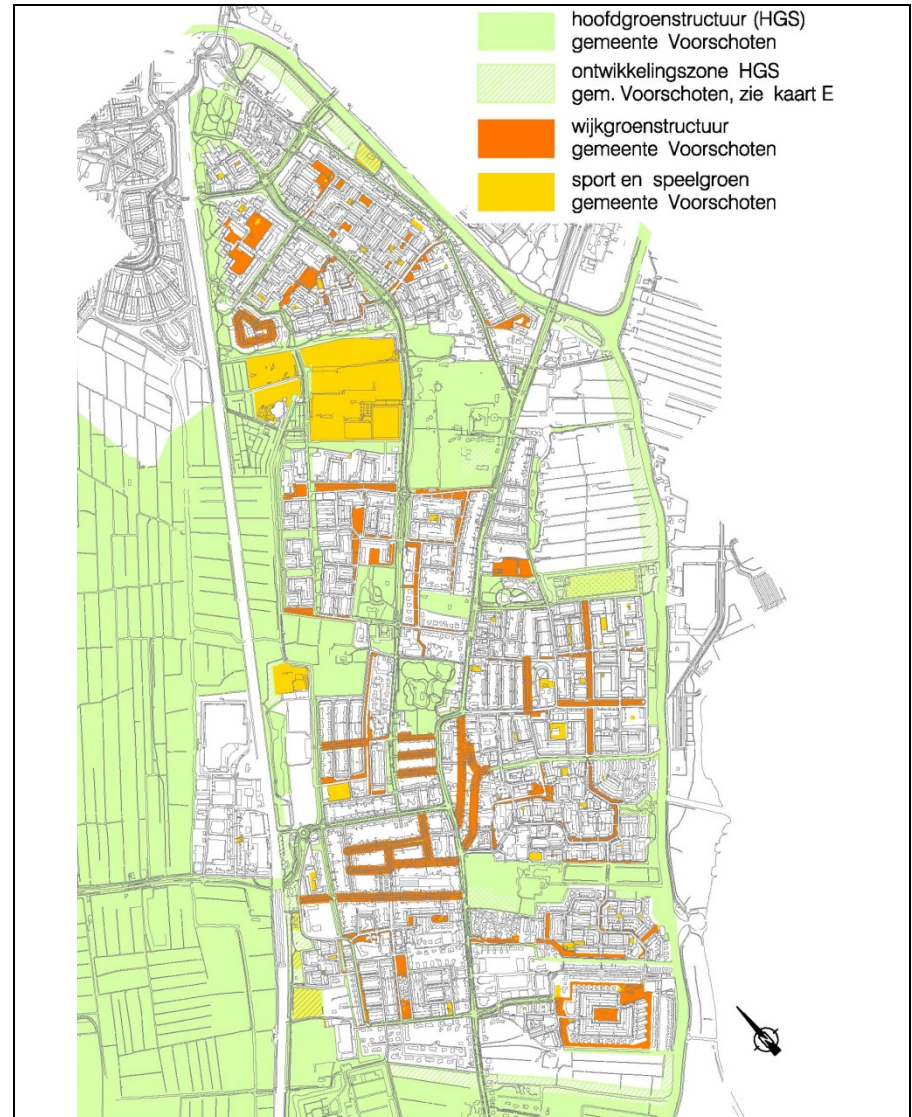 hoofdgroenstructuur (HGS)
gemeente Voorschoten
ontwikkelingszone HGS
gem. Voorschoten, zie kaart E
wijkgroenstructuur
gemeente Voorschoten
sport en speelgroen
gemeente Voorschoten